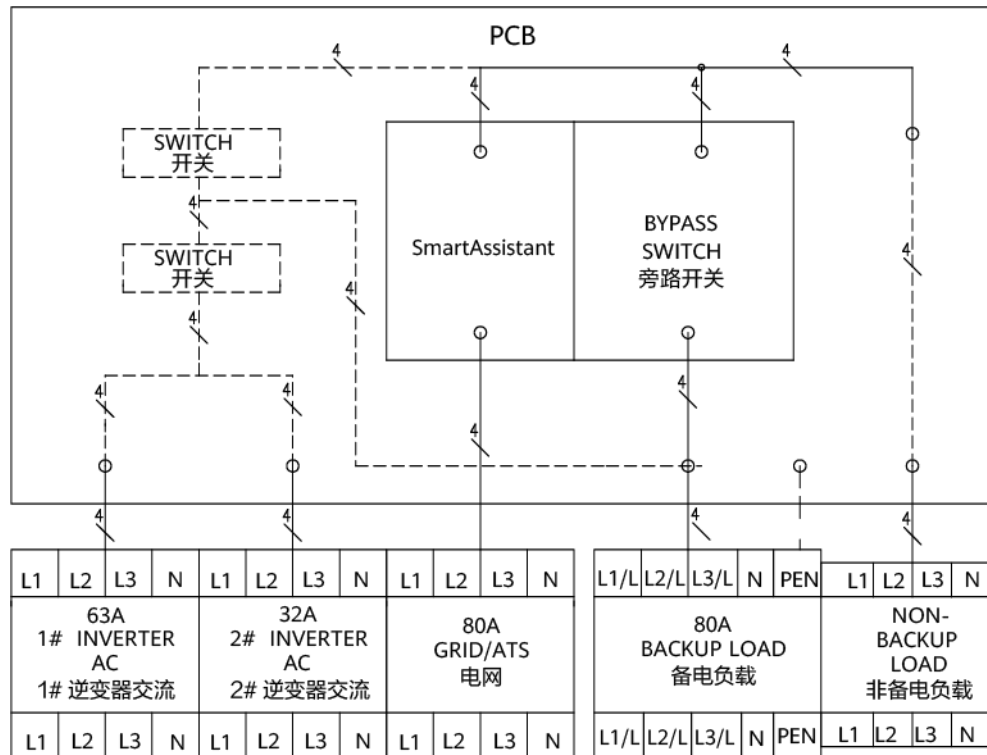 PCB
4
4
4
4
SWITCH
开关
4
SWITCH
开关
4
4
4
SmartAssistant
BYPASS
SWITCH
旁路开关
4
4
4
4
4
4
4
4
4
L1 L2 L3 N
L1 L2 L3 N
L1 L2 L3 N
L1/L L2/L L3/L N PEN
L1 L2 L3 N
63A
1# INVERTER
AC
1# 逆变器交流
32A
2# INVERTER
AC
2# 逆变器交流
80A
GRID/ATS
电网
80A
BACKUP LOAD
备电负载
NON-
BACKUP
LOAD
非备电负载
L1 L2 L3 N
L1 L2 L3 N
L1 L2 L3 N
L1/L L2/L L3/L N PEN
L1 L2 L3 N